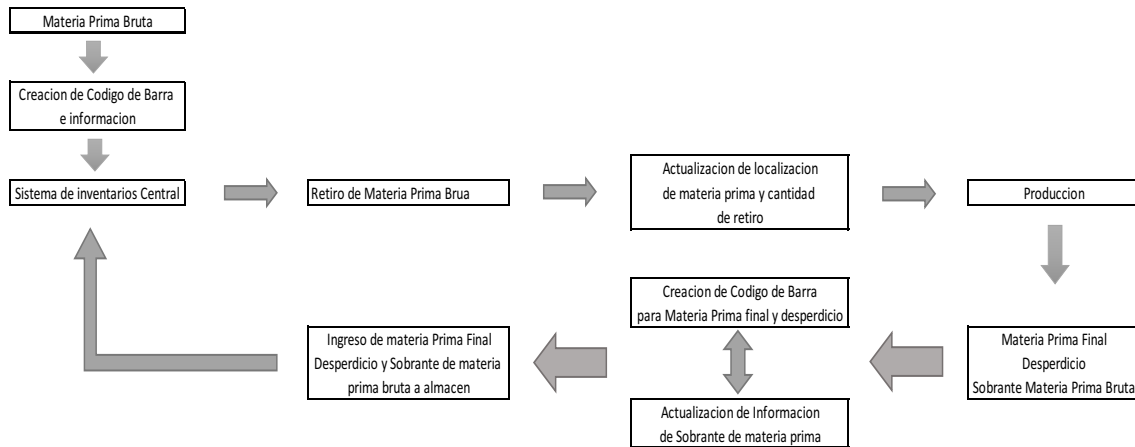 Materia Prima Bruta
Creacion de Codigo de Barra
e informacion
Sistema de inventarios Central
Retiro de Materia Prima Brua
Actualizacion de localizacion
de materia prima y cantidad
de retiro
Produccion
Materia Prima Final
Desperdicio
Sobrante Materia Prima Bruta
Creacion de Codigo de Barra
para Materia Prima final y desperdicio
Actualizacion de Informacion
de Sobrante de materia prima
Ingreso de materia Prima Final
Desperdicio y Sobrante de materia
prima bruta a almacen